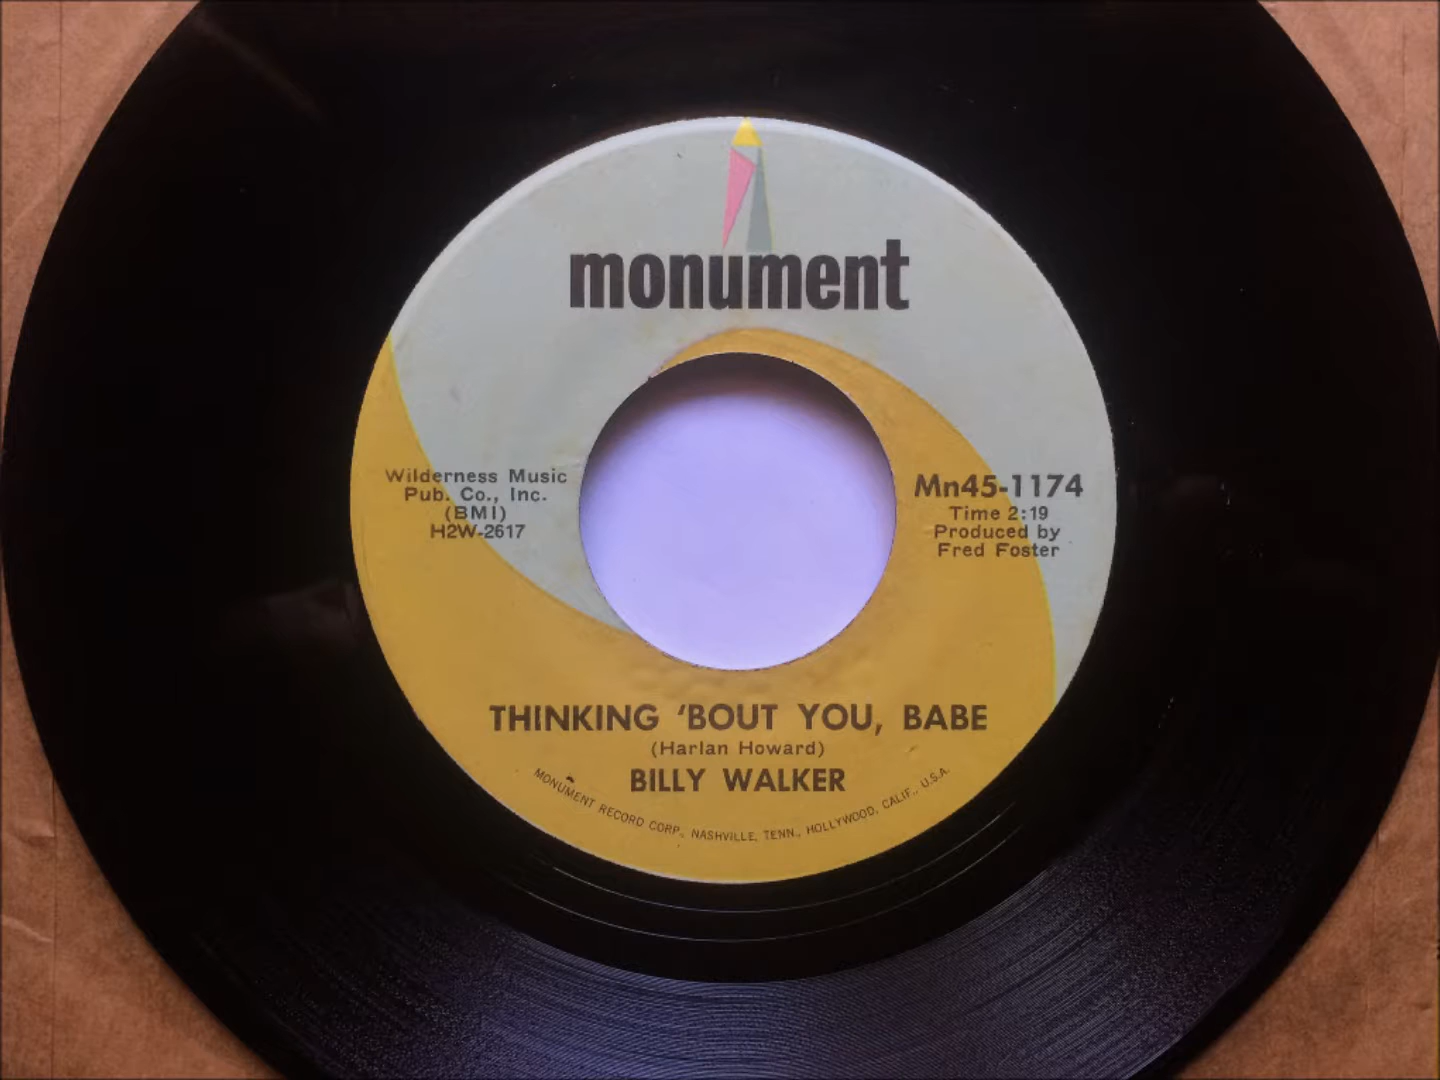 monument
Wilderness Music
Pub. Co., Inc.
(BMI)
H2W-2617
Mn45-1174
Time 2:19
Produced by
Fred Foster
THINKING ‘BOUT YOU, BABE
(Harlan Howard)
BILLY WALKER
MONUMENT RECORD CORP., NASHVILLE, TENN., HOLLYWOOD, CALIF., U.S.A.